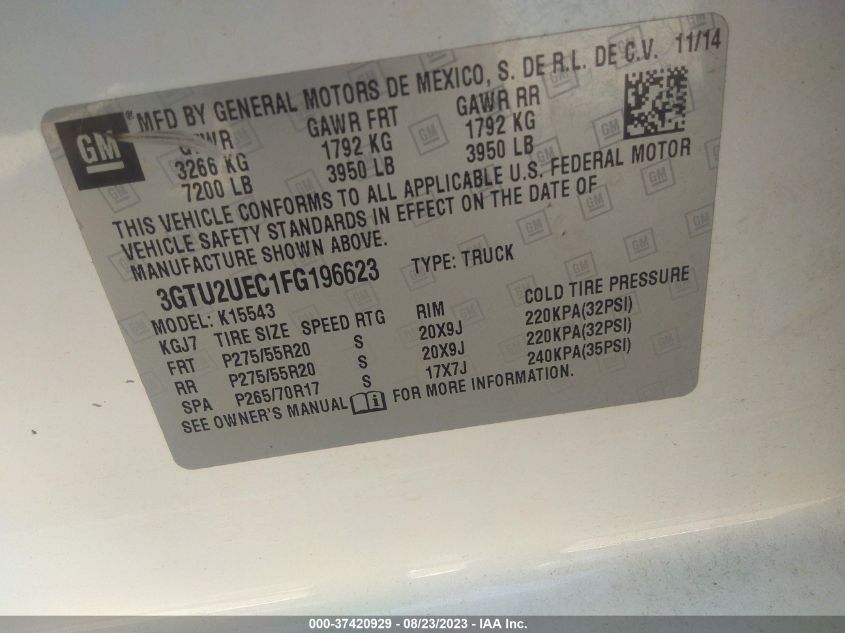 GM ® MFD BY GENERAL MOTORS DE MEXICO, S. DE R.L. DE C.V. 11/14
GVWR GAWR FRT GAWR RR
3266 KG 1792 KG 1792 KG
7200 LB 3950 LB 3950 LB
THIS VEHICLE CONFORMS TO ALL APPLICABLE U.S. FEDERAL MOTOR
VEHICLE SAFETY STANDARDS IN EFFECT ON THE DATE OF
MANUFACTURE SHOWN ABOVE.
3GTU2UEC1FG196623 TYPE: TRUCK
MODEL: K15543
KGJ7 TIRE SIZE SPEED RTG RIM COLD TIRE PRESSURE
FRT P275/55R20 S 20X9J 220KPA(32PSI)
RR P275/55R20 S 20X9J 220KPA(32PSI)
SPA P265/70R17 S 17X7J 240KPA(35PSI)
SEE OWNER'S MANUAL FOR MORE INFORMATION.
000-37420929 - 08/23/2023 - IAA Inc.